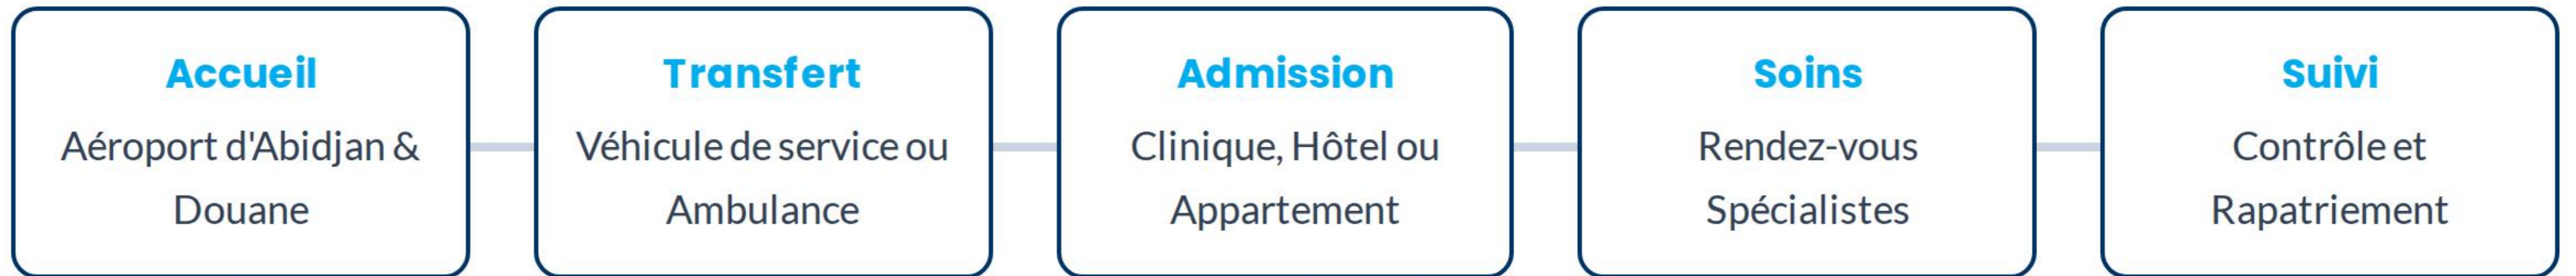 Accueil
Aéroport d'Abidjan &
Douane
Transfert
Véhicule de service ou
Ambulance
Admission
Clinique, Hôtel ou
Appartement
Soins
Rendez-vous
Spécialistes
Suivi
Contrôle et
Rapatriement